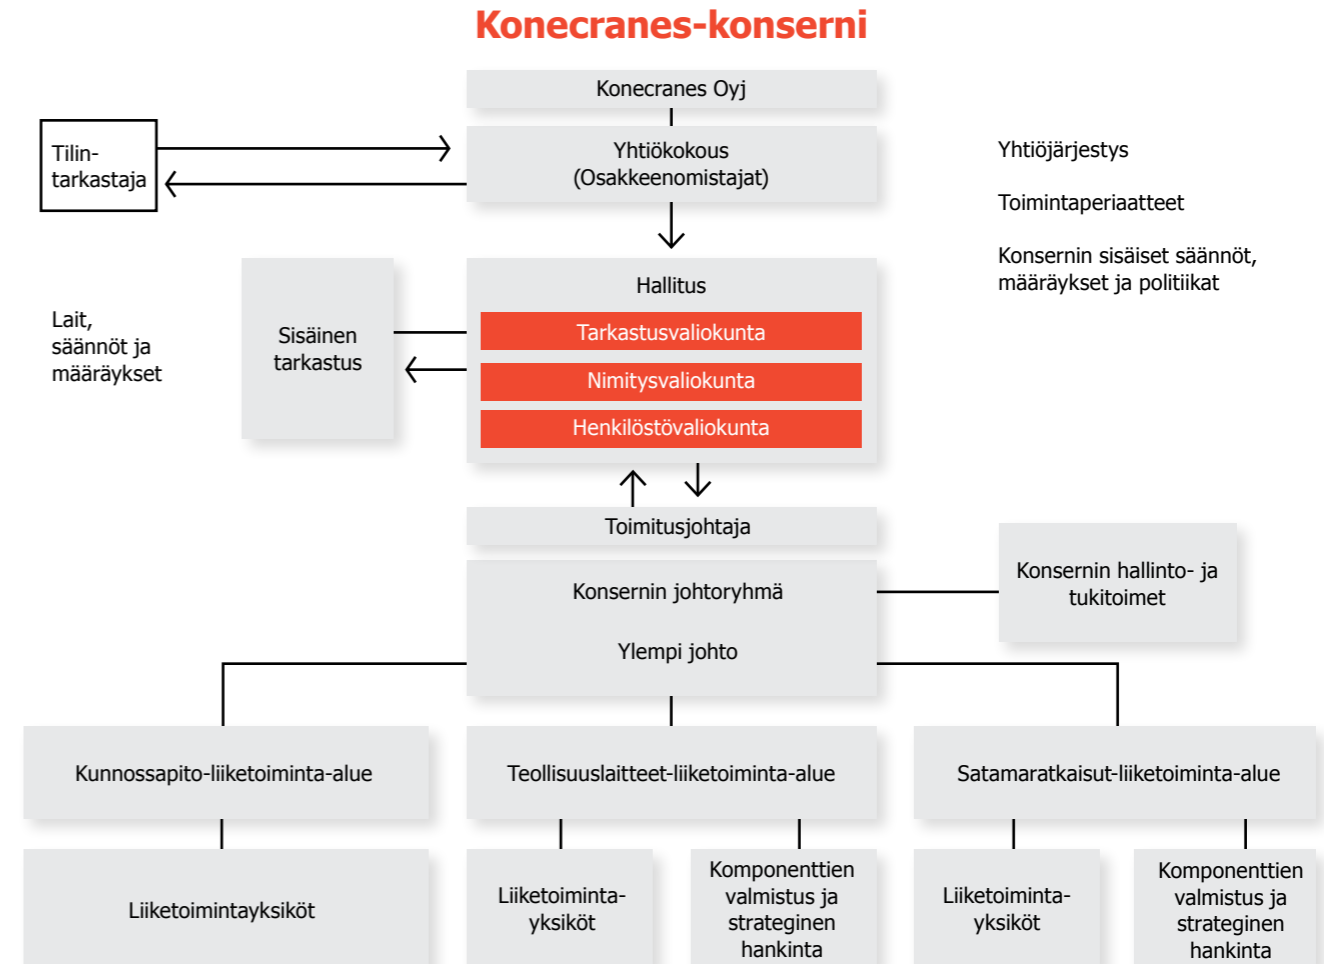 Konecranes-konserni
Konecranes Oyj
Tilin-
tarkastaja
Yhtiökokous
(Osakkeenomistajat)
Yhtiöjärjestys
Toimintaperiaatteet
Konsernin sisäiset säännöt,
määräykset ja politiikat
Lait,
säännöt ja
määräykset
Sisäinen
tarkastus
Hallitus
Tarkastusvaliokunta
Nimitysvaliokunta
Henkilöstövaliokunta
Toimitusjohtaja
Konsernin johtoryhmä
Ylempi johto
Konsernin hallinto- ja
tukitoimet
Kunnossapito-liiketoiminta-alue
Teollisuuslaitteet-liiketoiminta-alue
Satamaratkaisut-liiketoiminta-alue
Liiketoimintayksiköt
Liiketoiminta-
yksiköt
Komponenttien
valmistus ja
strateginen
hankinta
Liiketoiminta-
yksiköt
Komponenttien
valmistus ja
strateginen
hankinta